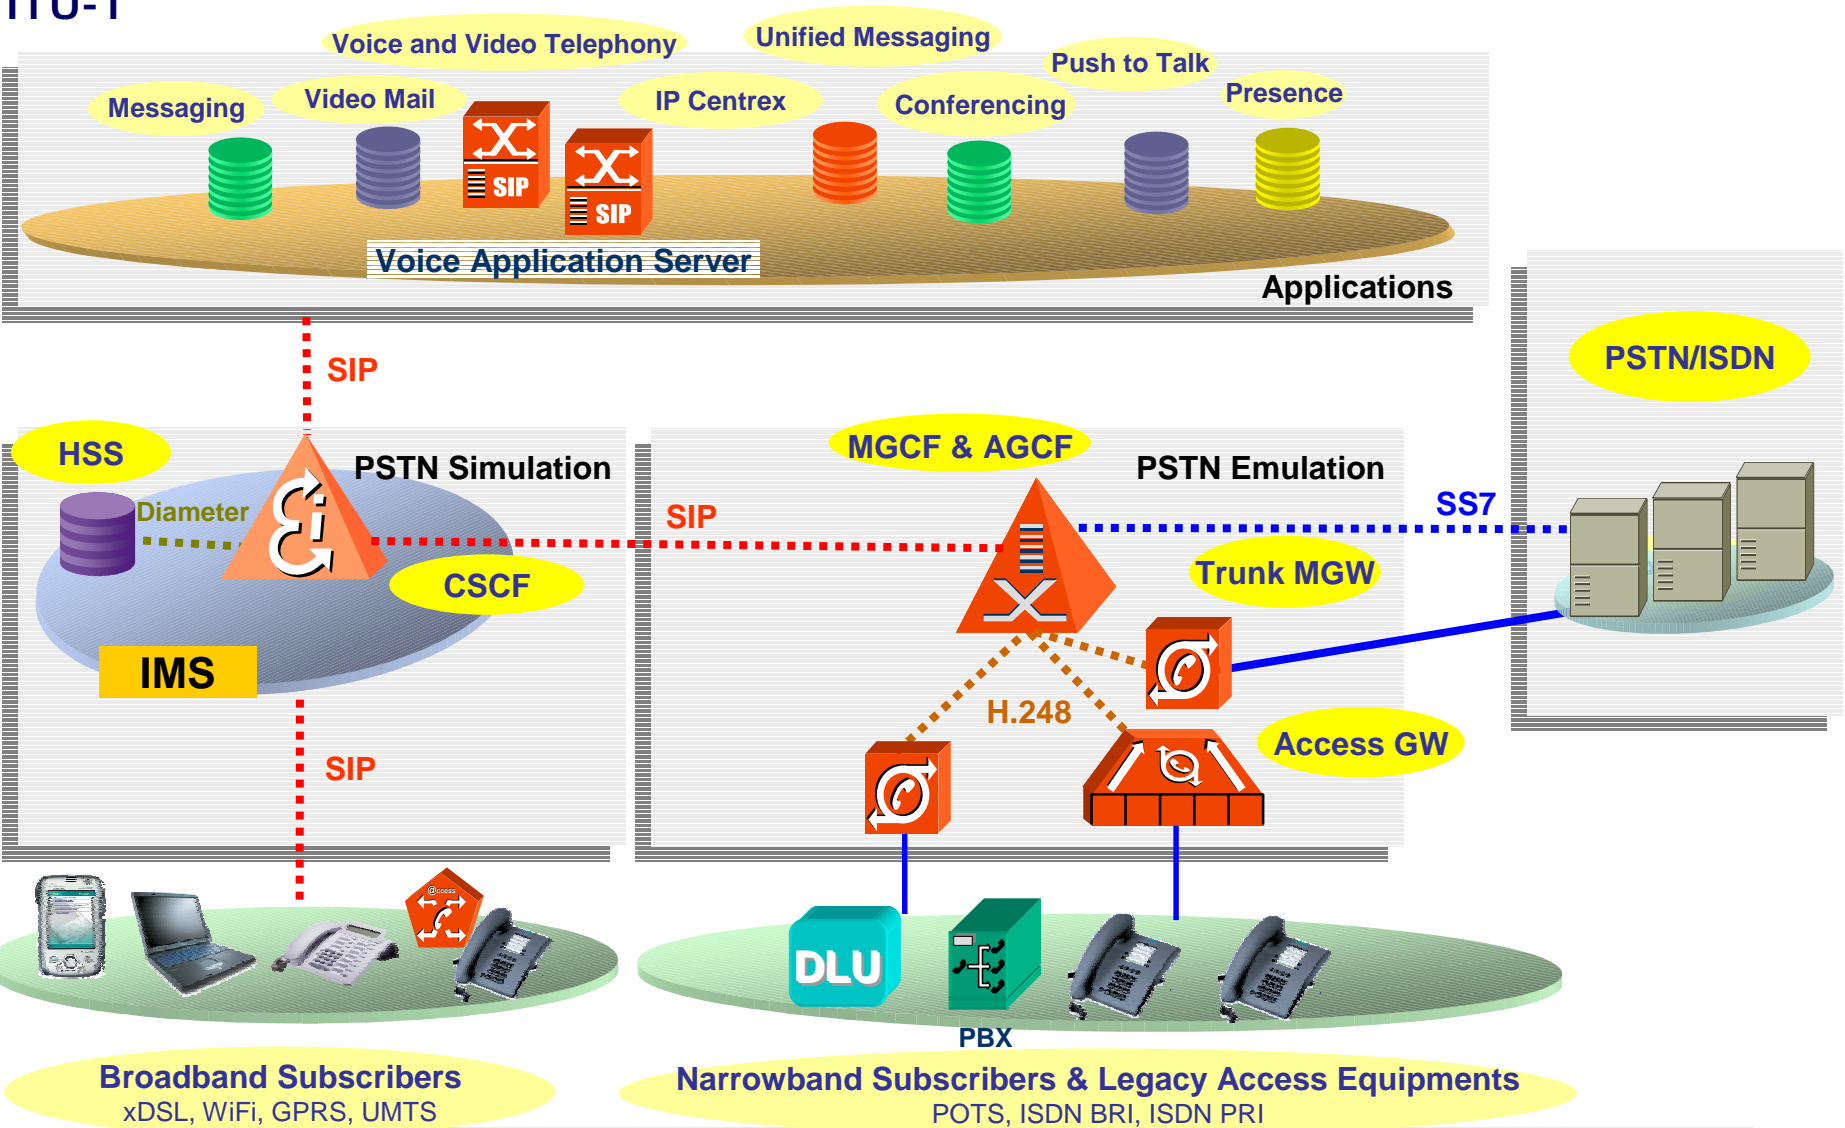 ITU-T
Voice and Video Telephony
Unified Messaging
Push to Talk
Messaging
Video Mail
IP Centrex
Conferencing
Presence
SIP
SIP
Voice Application Server
Applications
SIP
PSTN/ISDN
HSS
PSTN Simulation
MGCF & AGCF
PSTN Emulation
Diameter
SIP
SS7
CSCF
Trunk MGW
IMS
H.248
Access GW
SIP
@ccess
DLU
PBX
Broadband Subscribers
xDSL, WiFi, GPRS, UMTS
Narrowband Subscribers & Legacy Access Equipments
POTS, ISDN BRI, ISDN PRI